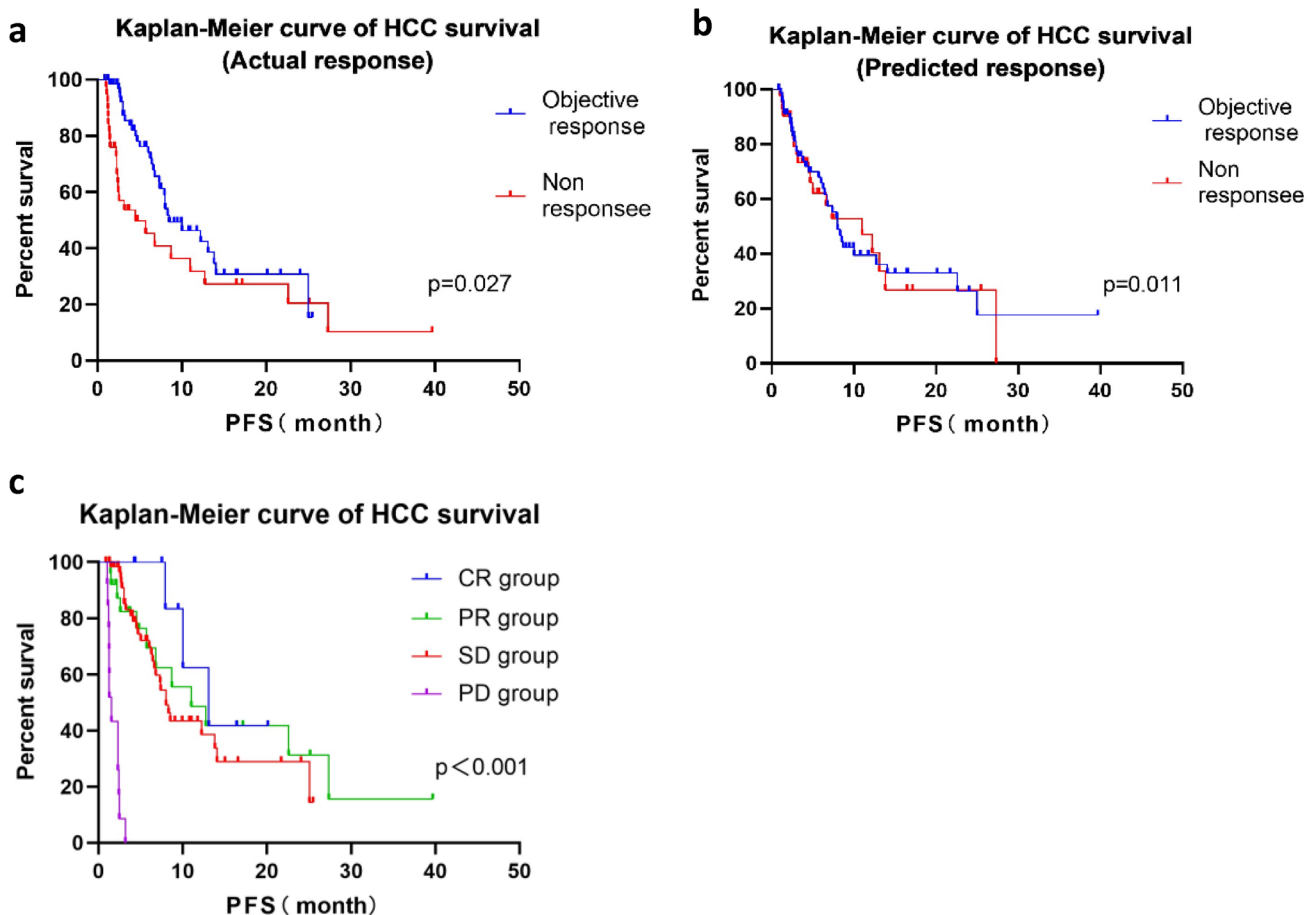 a
Kaplan-Meier curve of HCC survival
(Actual response)
Percent surval
100
80
60
40
20
0
0 10 20 30 40 50
PFS( month)
Objective
response
Non
responsee
p=0.027
b
Kaplan-Meier curve of HCC survival
(Predicted response)
Percent surval
100
80
60
40
20
0
0 10 20 30 40 50
PFS( month)
Objective
response
Non
responsee
p=0.011
c
Kaplan-Meier curve of HCC survival
Percent surval
100
80
60
40
20
0
0 10 20 30 40 50
PFS( month)
CR group
PR group
SD group
PD group
p<0.001